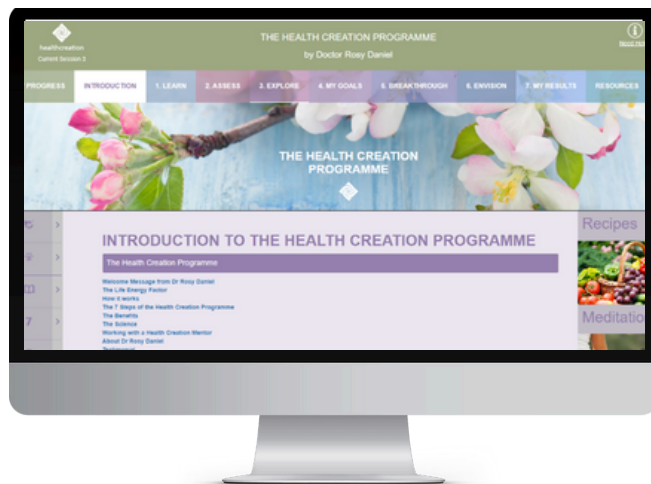 healthcreation
Current Session 3
THE HEALTH CREATION PROGRAMME
by Doctor Rosy Daniel
PROGRESS
INTRODUCTION
1. LEARN
2. ASSESS
3. EXPLORE
4. MY GOALS
5. BREAKTHROUGH
6. ENVISION
7. MY RESULTS
RESOURCES
THE HEALTH CREATION
PROGRAMME
INTRODUCTION TO THE HEALTH CREATION PROGRAMME
The Health Creation Programme
Welcome Message from Dr Rosy Daniel
The Life Energy Factor
How it works
The 7 Steps of the Health Creation Programme
The Benefits
The Science
Working with a Health Creation Mentor
About Dr Rosy Daniel
7
Recipes
Meditatio